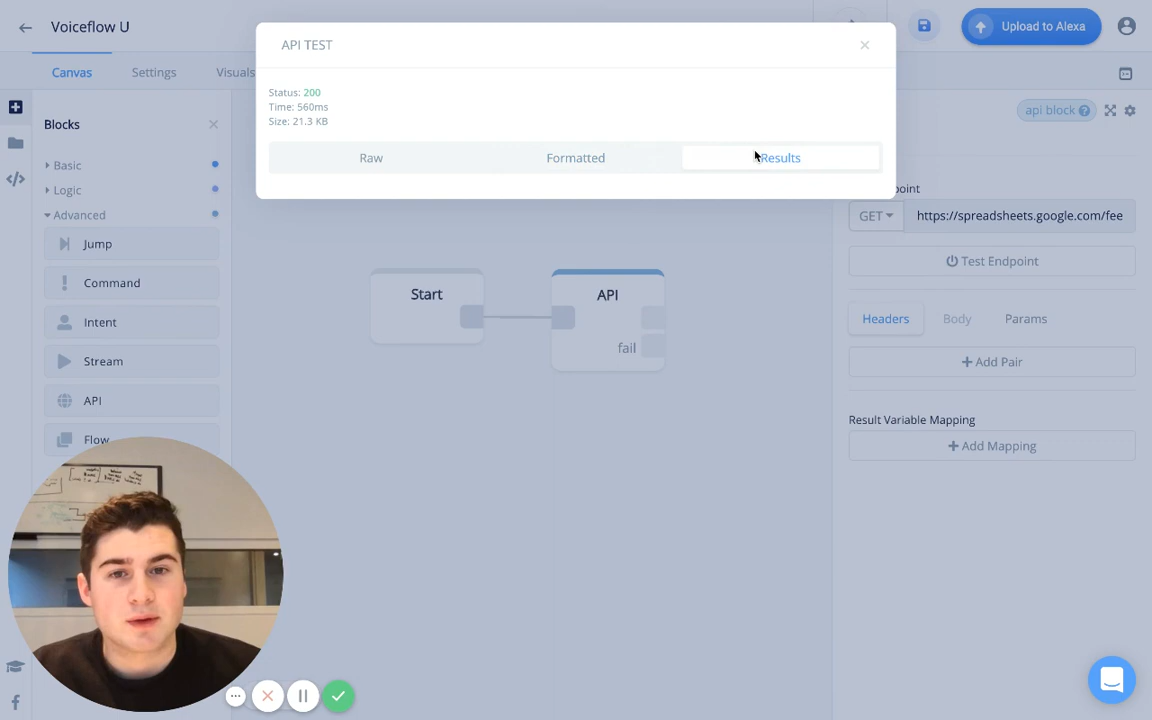 Voiceflow U
Upload to Alexa
Canvas
Settings
Visuals
API TEST
Status: 200
Time: 560ms
Size: 21.3 KB
Raw
Formatted
Results
Blocks
Basic
Logic
Advanced
Jump
Command
Intent
Stream
API
Flow
Start
API
fail
api block
GET
https://spreadsheets.google.com/fee
Test Endpoint
Headers
Body
Params
Add Pair
Result Variable Mapping
Add Mapping